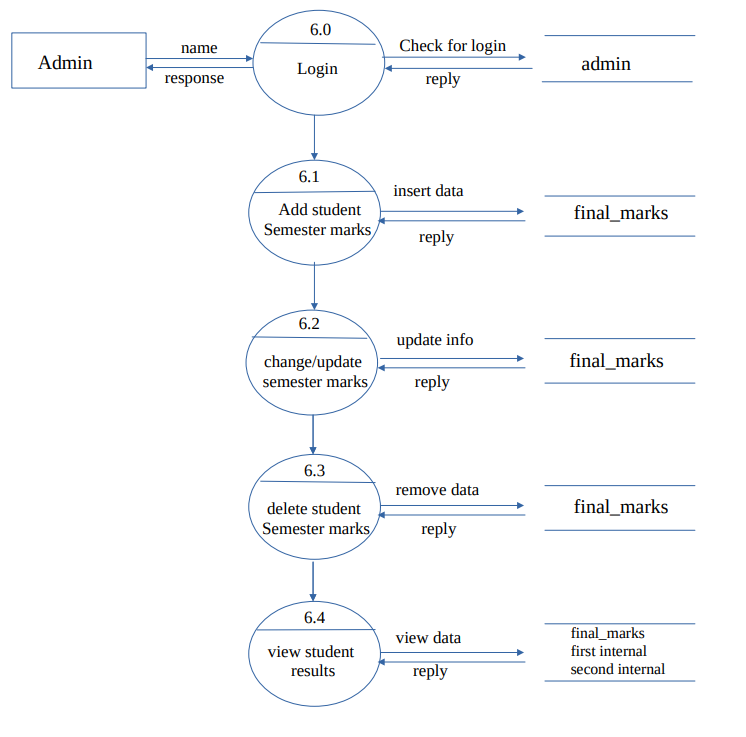 6.0
Admin
name
response
Login
Check for login
reply
admin
6.1
Add student
Semester marks
insert data
reply
final_marks
6.2
change/update
semester marks
update info
reply
final_marks
6.3
delete student
Semester marks
remove data
reply
final_marks
6.4
view student
results
view data
reply
final_marks
first internal
second internal